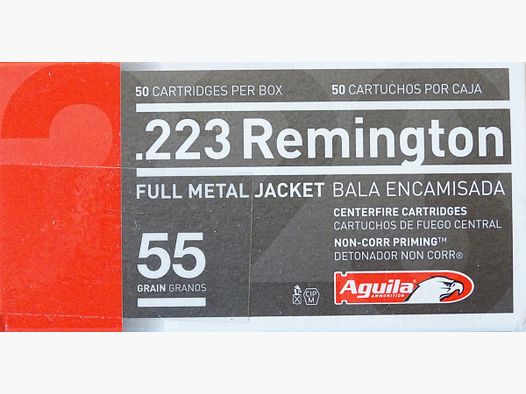 50 CARTRIDGES PER BOX 50 CARTUCHOS POR CAJA
.223 Remington
FULL METAL JACKET BALA ENCAMISADA
55
GRAIN GRANOS
CENTERFIRE CARTRIDGES
CARTUCHOS DE FUEGO CENTRAL
NON-CORR PRIMING™
DETONADOR NON CORR®
CIP
M
Aguila
AMMUNITION